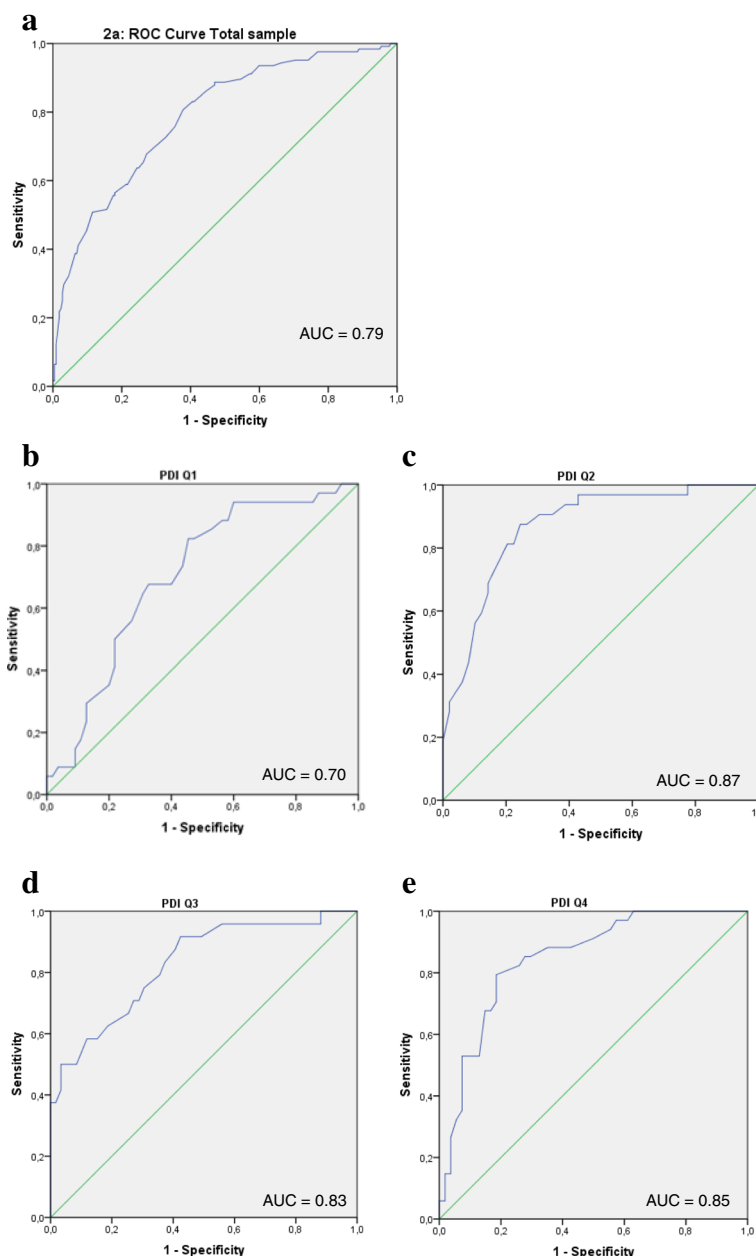 a
2a: ROC Curve Total sample
1,0
0,8
0,6
0,4
0,2
0,0
Sensitivity
AUC = 0.79
0,0 0,2 0,4 0,6 0,8 1,0
1 - Specificity
b
PDI Q1
1,0
0,8
0,6
0,4
0,2
0,0
Sensitivity
AUC = 0.70
0,0 0,2 0,4 0,6 0,8 1,0
1 - Specificity
c
PDI Q2
1,0
0,8
0,6
0,4
0,2
0,0
Sensitivity
AUC = 0.87
0,0 0,2 0,4 0,6 0,8
1 - Specificity
d
PDI Q3
1,0
0,8
0,6
0,4
0,2
0,0
Sensitivity
AUC = 0.83
0,0 0,2 0,4 0,6 0,8 1,0
1 - Specificity
e
PDI Q4
1,0
0,8
0,6
0,4
0,2
0,0
Sensitivity
AUC = 0.85
0,0 0,2 0,4 0,6 0,8 1,0
1 - Specificity